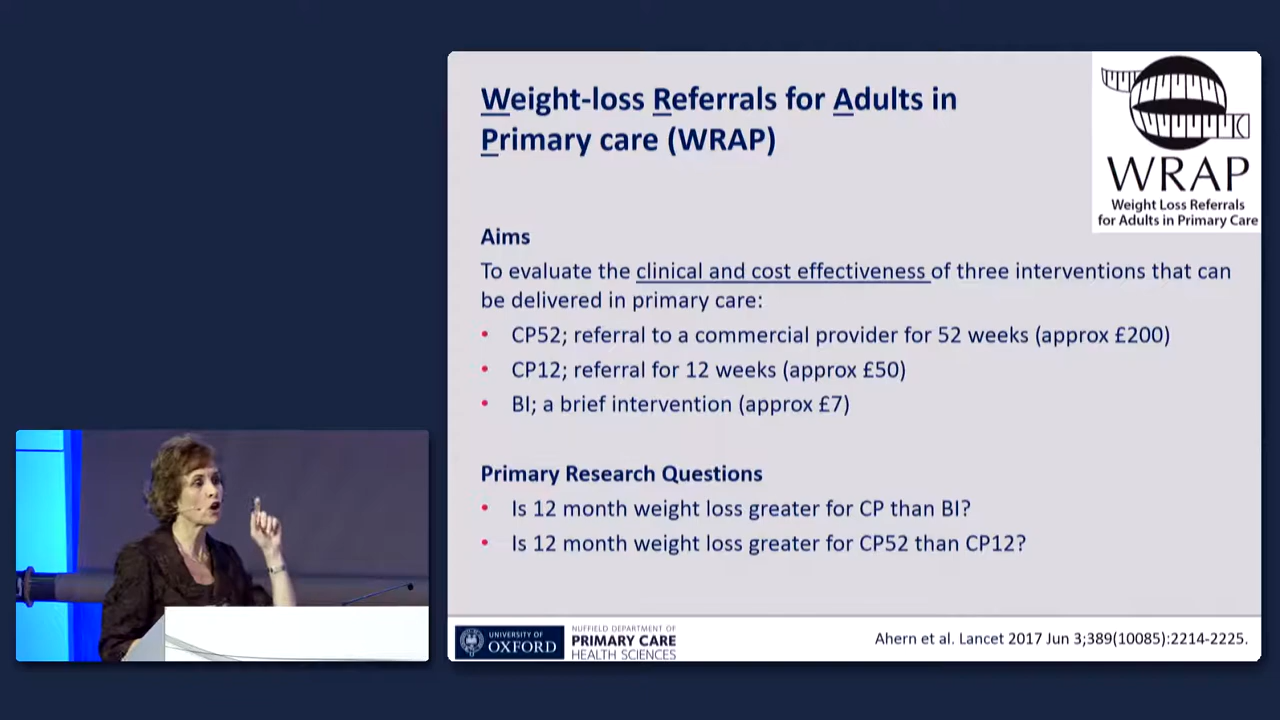 Weight-loss Referrals for Adults in
Primary care (WRAP)
WRAP
Weight Loss Referrals
for Adults in Primary Care
Aims
To evaluate the clinical and cost effectiveness of three interventions that can
be delivered in primary care:
• CP52; referral to a commercial provider for 52 weeks (approx £200)
• CP12; referral for 12 weeks (approx £50)
• BI; a brief intervention (approx £7)
Primary Research Questions
• Is 12 month weight loss greater for CP than BI?
• Is 12 month weight loss greater for CP52 than CP12?
UNIVERSITY OF
OXFORD
NUFFIELD DEPARTMENT OF
PRIMARY CARE
HEALTH SCIENCES
Ahern et al. Lancet 2017 Jun 3;389(10085):2214-2225.